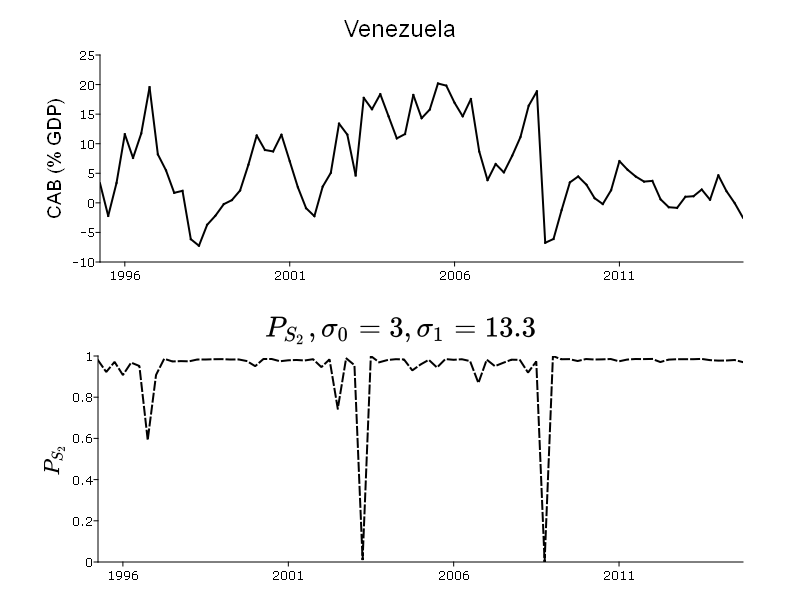 Venezuela
CAB (% GDP)
25
20
15
10
5
0
−5
−10
1996 2001 2006 2011
P_{S_2}, σ_0 = 3, σ_1 = 13.3
P_{S_2}
1
0.8
0.6
0.4
0.2
0
1996 2001 2006 2011